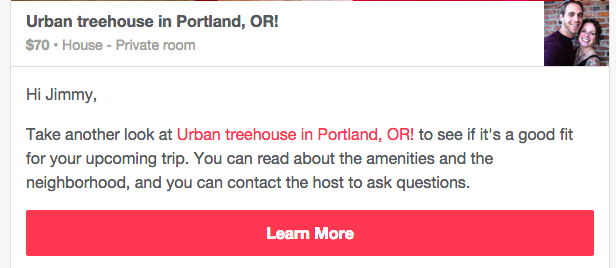 Urban treehouse in Portland, OR!
$70 • House - Private room
Hi Jimmy,
Take another look at Urban treehouse in Portland, OR! to see if it's a good fit
for your upcoming trip. You can read about the amenities and the
neighborhood, and you can contact the host to ask questions.
Learn More